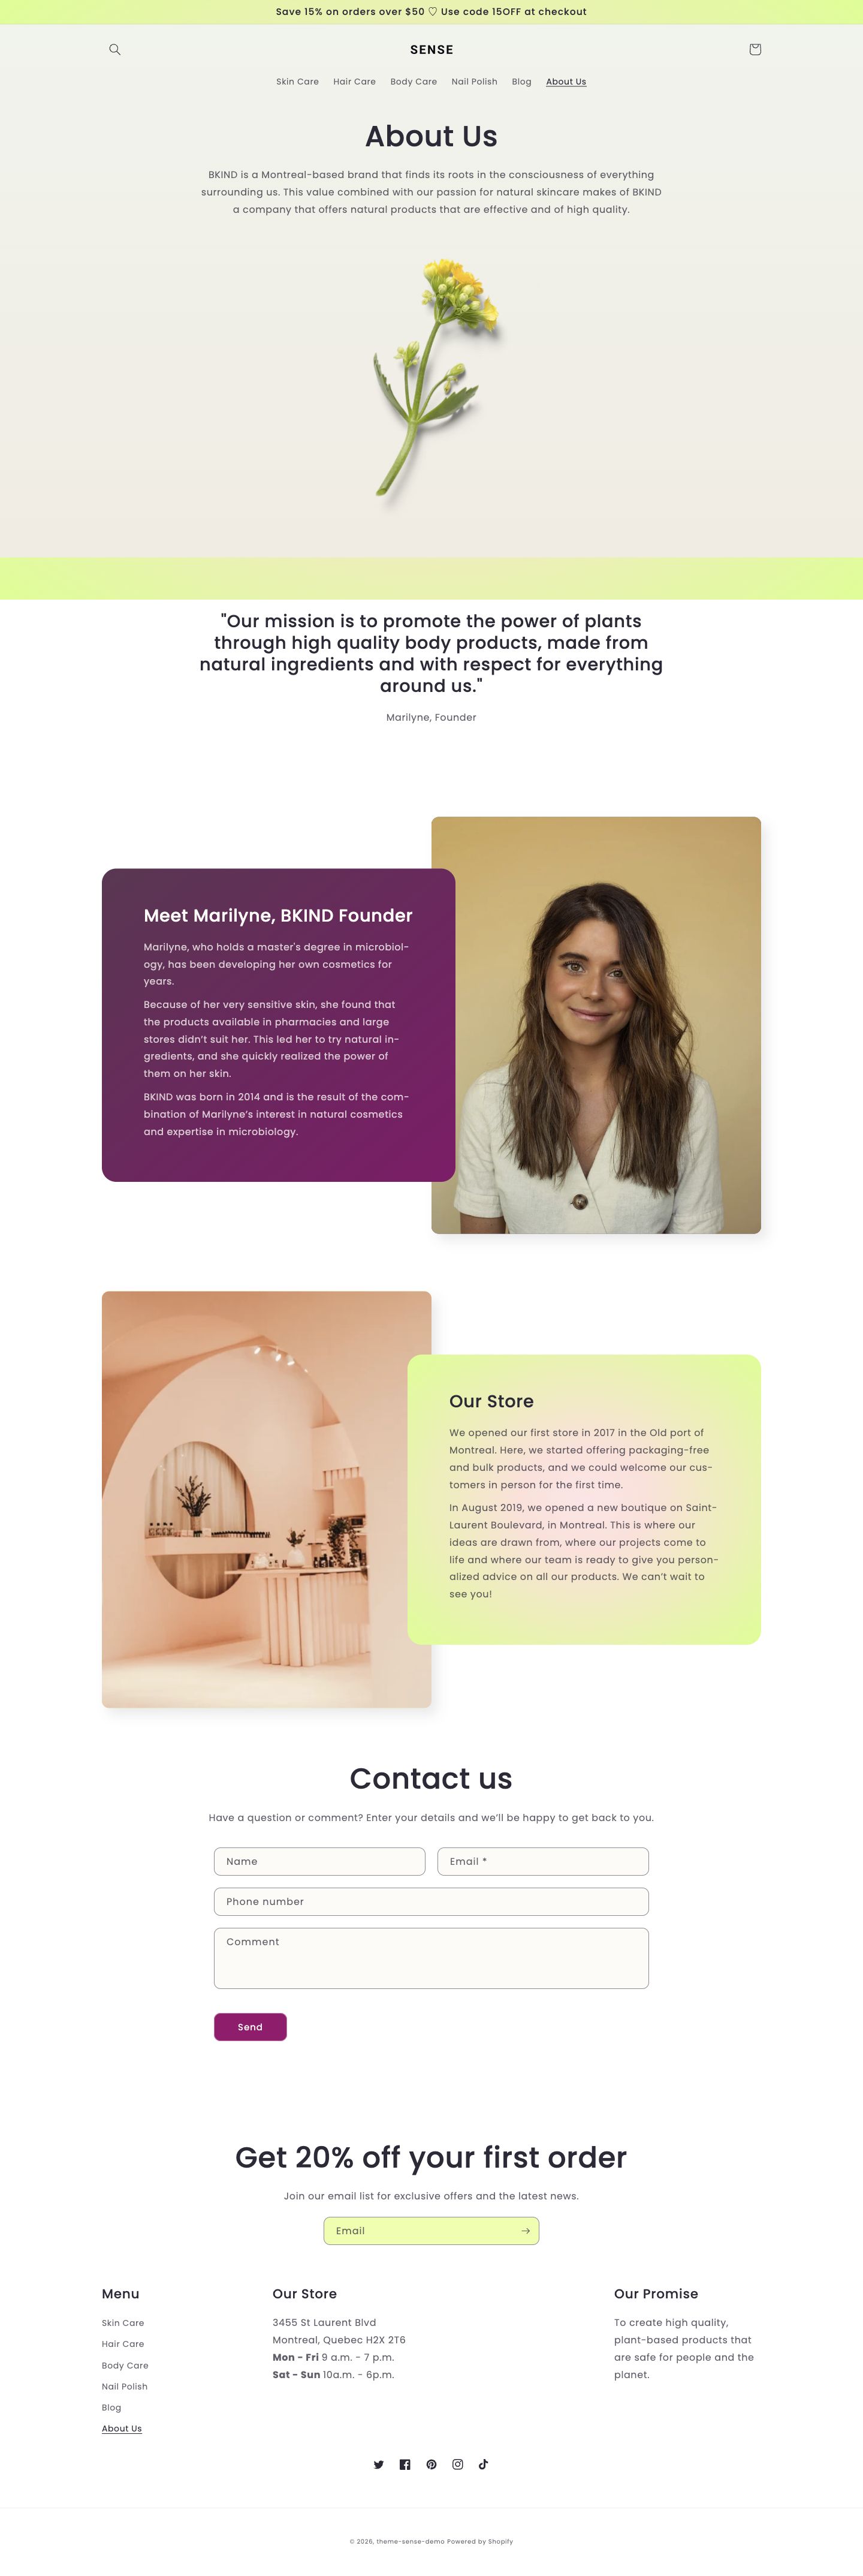 Save 15% on orders over $50 ♡ Use code 15OFF at checkout
SENSE
Skin Care Hair Care Body Care Nail Polish Blog About Us
About Us
BKIND is a Montreal-based brand that finds its roots in the consciousness of everything
surrounding us. This value combined with our passion for natural skincare makes of BKIND
a company that offers natural products that are effective and of high quality.
"Our mission is to promote the power of plants
through high quality body products, made from
natural ingredients and with respect for everything
around us."
Marilyne, Founder
Meet Marilyne, BKIND Founder
Marilyne, who holds a master's degree in microbiol-
ogy, has been developing her own cosmetics for
years.
Because of her very sensitive skin, she found that
the products available in pharmacies and large
stores didn’t suit her. This led her to try natural in-
gredients, and she quickly realized the power of
them on her skin.
BKIND was born in 2014 and is the result of the com-
bination of Marilyne’s interest in natural cosmetics
and expertise in microbiology.
Our Store
We opened our first store in 2017 in the Old port of
Montreal. Here, we started offering packaging-free
and bulk products, and we could welcome our cus-
tomers in person for the first time.
In August 2019, we opened a new boutique on Saint-
Laurent Boulevard, in Montreal. This is where our
ideas are drawn from, where our projects come to
life and where our team is ready to give you person-
alized advice on all our products. We can’t wait to
see you!
Contact us
Have a question or comment? Enter your details and we’ll be happy to get back to you.
Name
Email *
Phone number
Comment
Send
Get 20% off your first order
Join our email list for exclusive offers and the latest news.
Email
Menu
Skin Care
Hair Care
Body Care
Nail Polish
Blog
About Us
Our Store
3455 St Laurent Blvd
Montreal, Quebec H2X 2T6
Mon - Fri 9 a.m. - 7 p.m.
Sat - Sun 10a.m. - 6p.m.
Our Promise
To create high quality,
plant-based products that
are safe for people and the
planet.
© 2026, theme-sense-demo Powered by Shopify